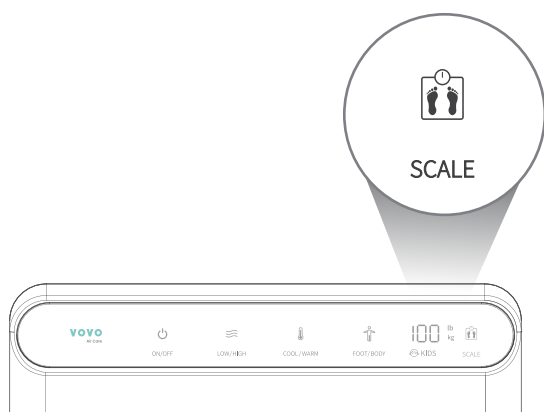 SCALE
VOVO
Air Care
ON/OFF
LOW/HIGH
COOL/WARM
FOOT/BODY
100 lb
kg
KIDS
SCALE